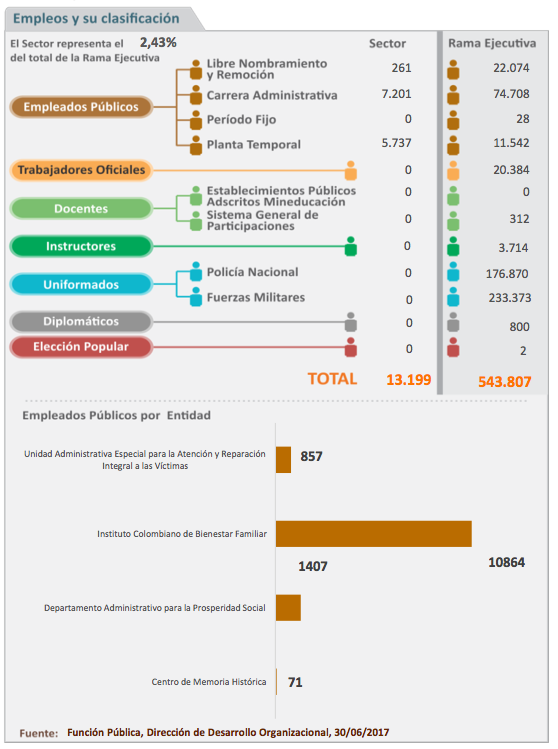 Empleos y su clasificación
El Sector representa el 2,43%
del total de la Rama Ejecutiva
Sector
Rama Ejecutiva
Empleados Públicos
Libre Nombramiento
y Remoción
261
22.074
Carrera Administrativa
7.201
74.708
Período Fijo
0
28
Planta Temporal
5.737
11.542
Trabajadores Oficiales
0
20.384
Docentes
Establecimientos Públicos
Adscritos Mineducación
0
0
Sistema General de
Participaciones
0
312
Instructores
0
3.714
Uniformados
Policía Nacional
0
176.870
Fuerzas Militares
0
233.373
Diplomáticos
0
800
Elección Popular
0
2
TOTAL
13.199
543.807
Empleados Públicos por Entidad
Unidad Administrativa Especial para la Atención y Reparación
Integral a las Víctimas
857
Instituto Colombiano de Bienestar Familiar
10864
1407
Departamento Administrativo para la Prosperidad Social
Centro de Memoria Histórica
71
Fuente: Función Pública, Dirección de Desarrollo Organizacional, 30/06/2017